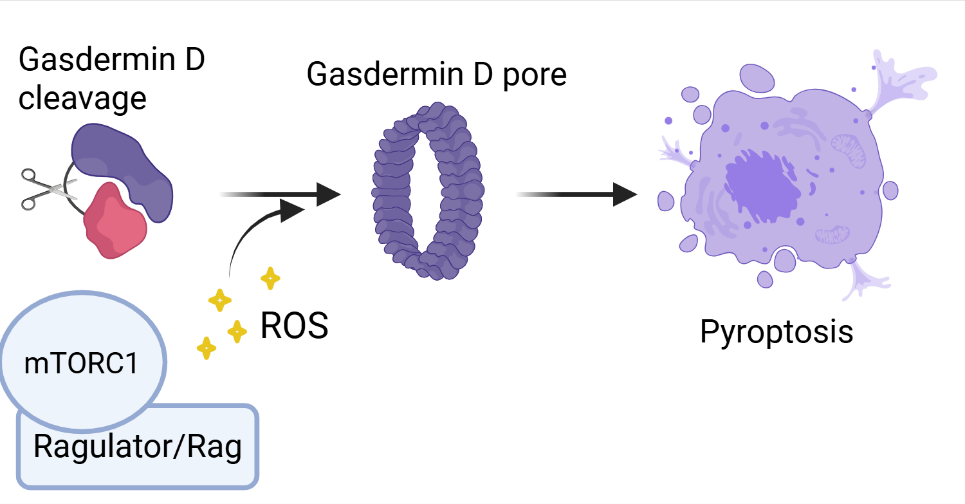 Gasdermin D
cleavage
Gasdermin D pore
ROS
Pyroptosis
mTORC1
Ragulator/Rag